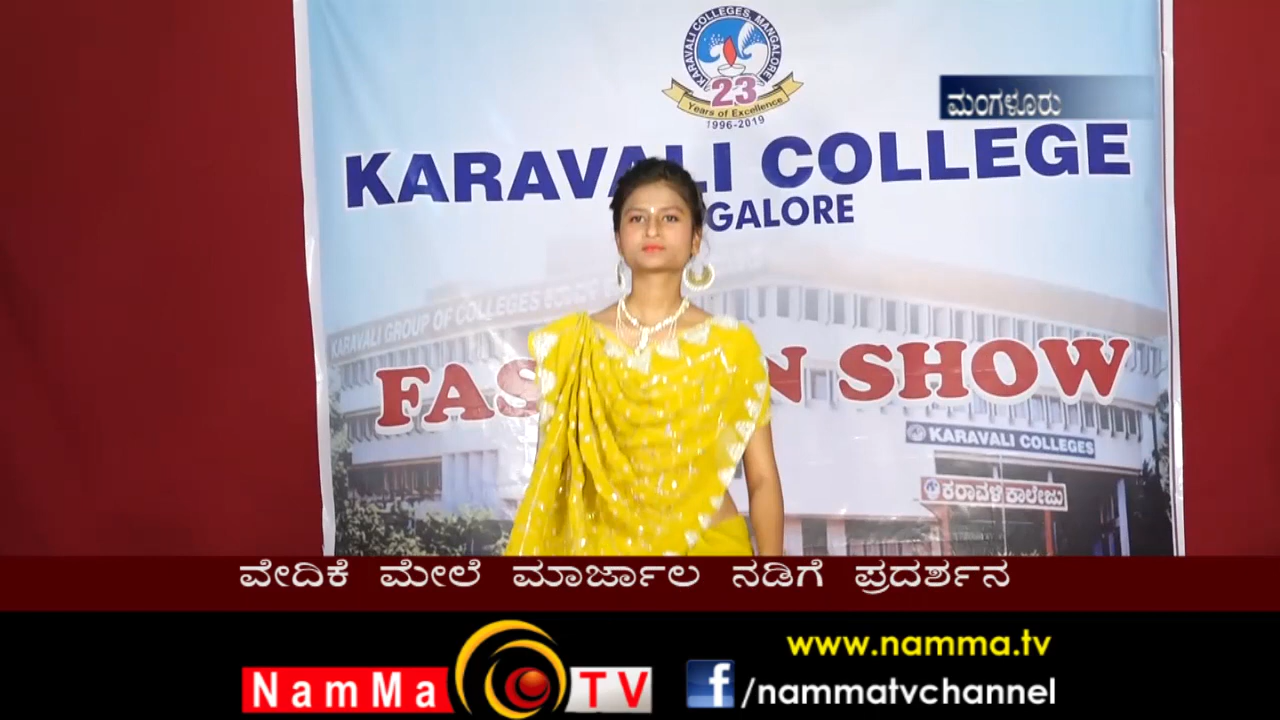 KARAVALI COLLEGES, MANGALORE
23
Years of Excellence
1996-2019
ಮಂಗಳೂರು
KARAVALI COLLEGE
GALORE
KARAVALI GROUP OF COLLEGES
FAS N SHOW
KARAVALI COLLEGES
ಕರಾವಳಿ ಕಾಲೇಜು
ವೇದಿಕೆ ಮೇಲೆ ಮಾರ್ಜಾಲ ನಡಿಗೆ ಪ್ರದರ್ಶನ
www.namma.tv
NamMa TV
/nammatvchannel